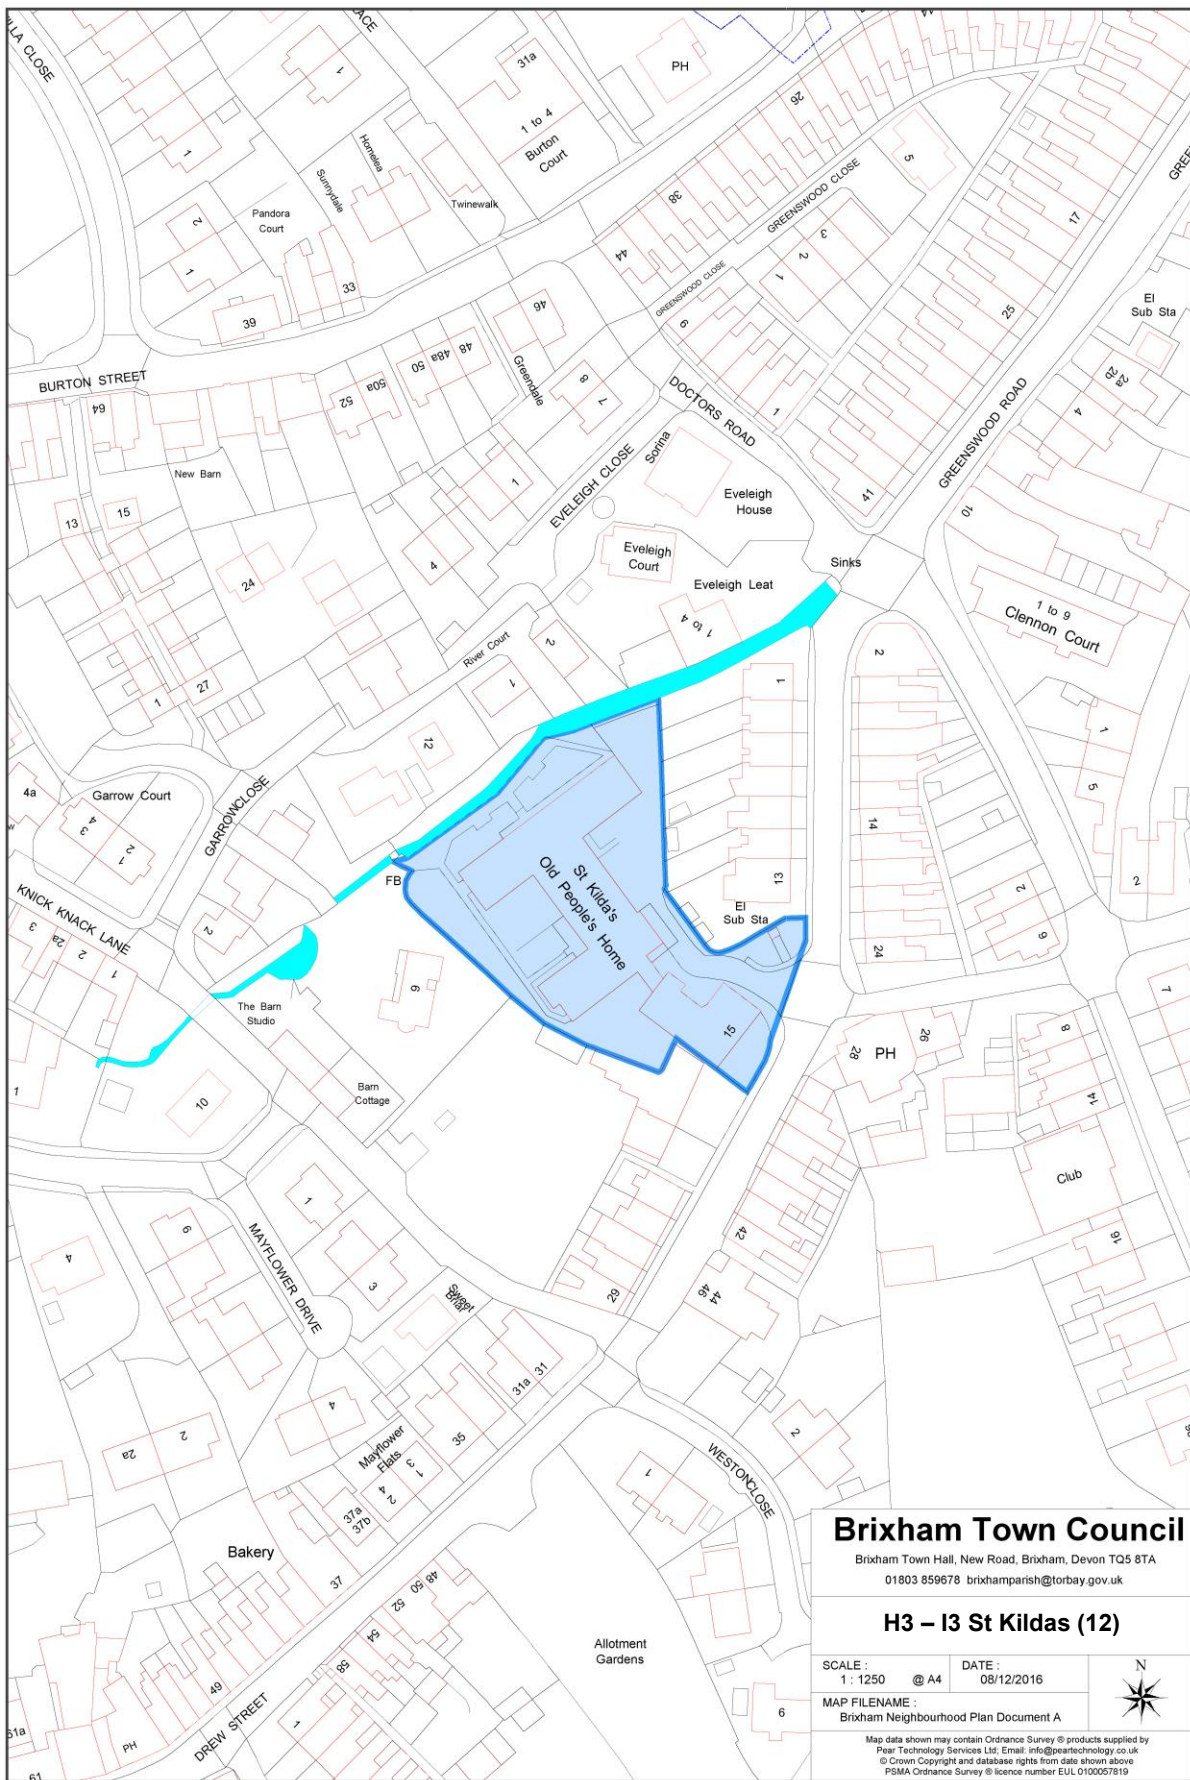 LLA CLOSE
ACE
1
31a
PH
1 to 4
Burton
Court
26
44
5
GREENSWOOD CLOSE
38
1
Homelea
Sunnydale
Twinewalk
Pandora
Court
2
1
33
39
44
3
2
1
17
GREE
GREENSWOOD CLOSE
9
25
El
Sub Sta
2a
2b
4
BURTON STREET
64
46
48
48a
50
50a
52
Greendale
8
7
DOCTORS ROAD
1
GREENSWOOD ROAD
41
10
New Barn
13
15
24
1
4
EVELEIGH CLOSE
Sorina
Eveleigh
House
Eveleigh
Court
Eveleigh Leat
Sinks
1 to 4
1 to 9
Clennon Court
River Court
2
1
27
1
12
1
2
1
5
2
4a
Garrow Court
3 4
1 2
GARROWCLOSE
KNICK KNACK LANE
3
2a
2
1
2
FB
St Kilda's
Old People's Home
13
El
Sub Sta
14
24
2
6
The Barn
Studio
9
15
7
Barn
Cottage
10
1
28
26
PH
8
14
Club
16
42
44
46
29
1
3
MAYFLOWER DRIVE
9
4
Sweet
Briar
31
31a
35
4
Mayflower
Flats
3
1
4
2
37a
37b
2
2a
Bakery
37
WESTONCLOSE
1
2
48
50
52
54
58
49
1
DREW STREET
PH
61a
61
Allotment
Gardens
6
Brixham Town Council
Brixham Town Hall, New Road, Brixham, Devon TQ5 8TA
01803 859678 brixhamparish@torbay.gov.uk
H3 – I3 St Kildas (12)
SCALE :
1 : 1250 @ A4
DATE :
08/12/2016
N
MAP FILENAME :
Brixham Neighbourhood Plan Document A
Map data shown may contain Ordnance Survey ® products supplied by
Pear Technology Services Ltd; Email: info@peartechnology.co.uk
© Crown Copyright and database rights from date shown above
PSMA Ordnance Survey ® licence number EUL 0100057819